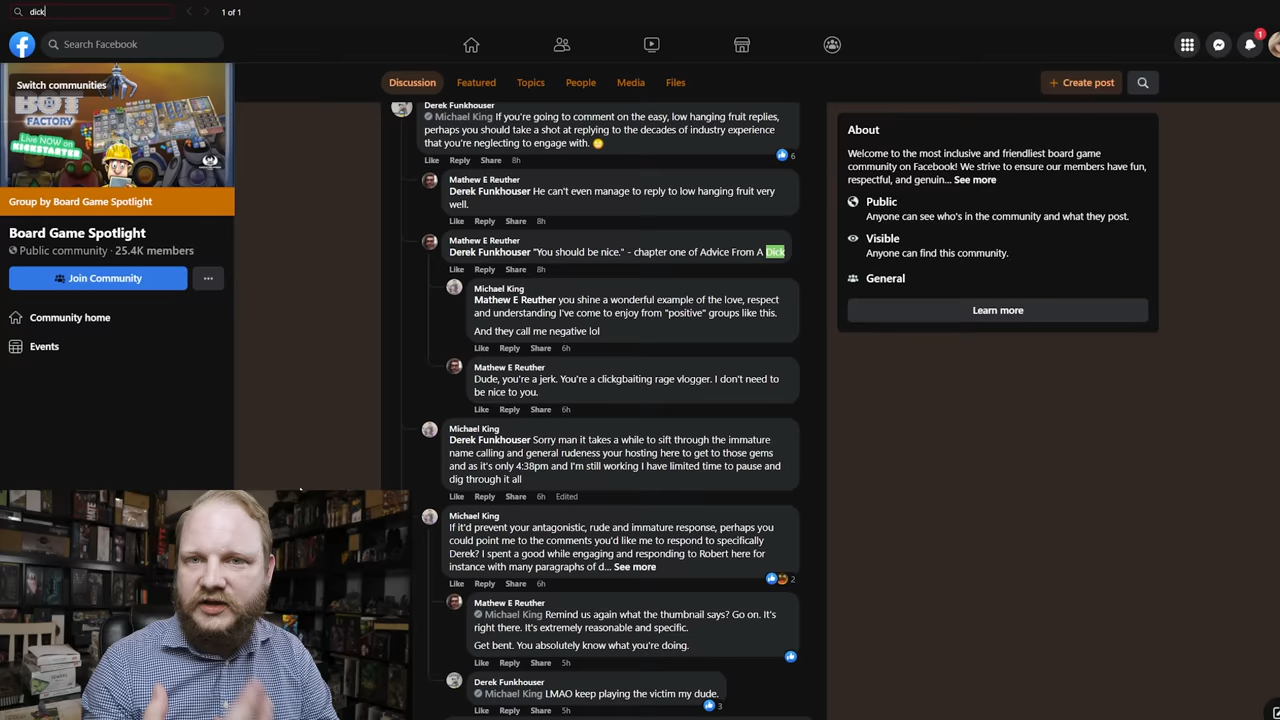 dick
1 of 1
Search Facebook
1
Switch communities
BOT
FACTORY
LIVE NOW on
KICKSTARTER
Group by Board Game Spotlight
Board Game Spotlight
Public community · 25.4K members
Join Community
Community home
Events
Discussion
Featured
Topics
People
Media
Files
+ Create post
Derek Funkhouser
Michael King If you're going to comment on the easy, low hanging fruit replies,
perhaps you should take a shot at replying to the decades of industry experience
that you're neglecting to engage with.
6
Like Reply Share 8h
Mathew E Reuther
Derek Funkhouser He can't even manage to reply to low hanging fruit very
well.
Like Reply Share 8h
Mathew E Reuther
Derek Funkhouser "You should be nice." - chapter one of Advice From A Dick
Like Reply Share 8h
Michael King
Mathew E Reuther you shine a wonderful example of the love, respect
and understanding I've come to enjoy from "positive" groups like this.
And they call me negative lol
Like Reply Share 6h
Mathew E Reuther
Dude, you're a jerk. You're a clickgbaiting rage vlogger. I don't need to
be nice to you.
Like Reply Share 6h
Michael King
Derek Funkhouser Sorry man it takes a while to sift through the immature
name calling and general rudeness your hosting here to get to those gems
and as it's only 4:38pm and I'm still working I have limited time to pause and
dig through it all
Like Reply Share 6h Edited
Michael King
If it'd prevent your antagonistic, rude and immature response, perhaps you
could point me to the comments you'd like me to respond to specifically
Derek? I spent a good while engaging and responding to Robert here for
instance with many paragraphs of d... See more
2
Like Reply Share 6h
Mathew E Reuther
Michael King Remind us again what the thumbnail says? Go on. It's
right there. It's extremely reasonable and specific.
Get bent. You absolutely know what you're doing.
Like Reply Share 5h
Derek Funkhouser
Michael King LMAO keep playing the victim my dude.
3
Like Reply Share 5h
About
Welcome to the most inclusive and friendliest board game
community on Facebook! We strive to ensure our members have fun,
respectful, and genuin... See more
Public
Anyone can see who's in the community and what they post.
Visible
Anyone can find this community.
General
Learn more